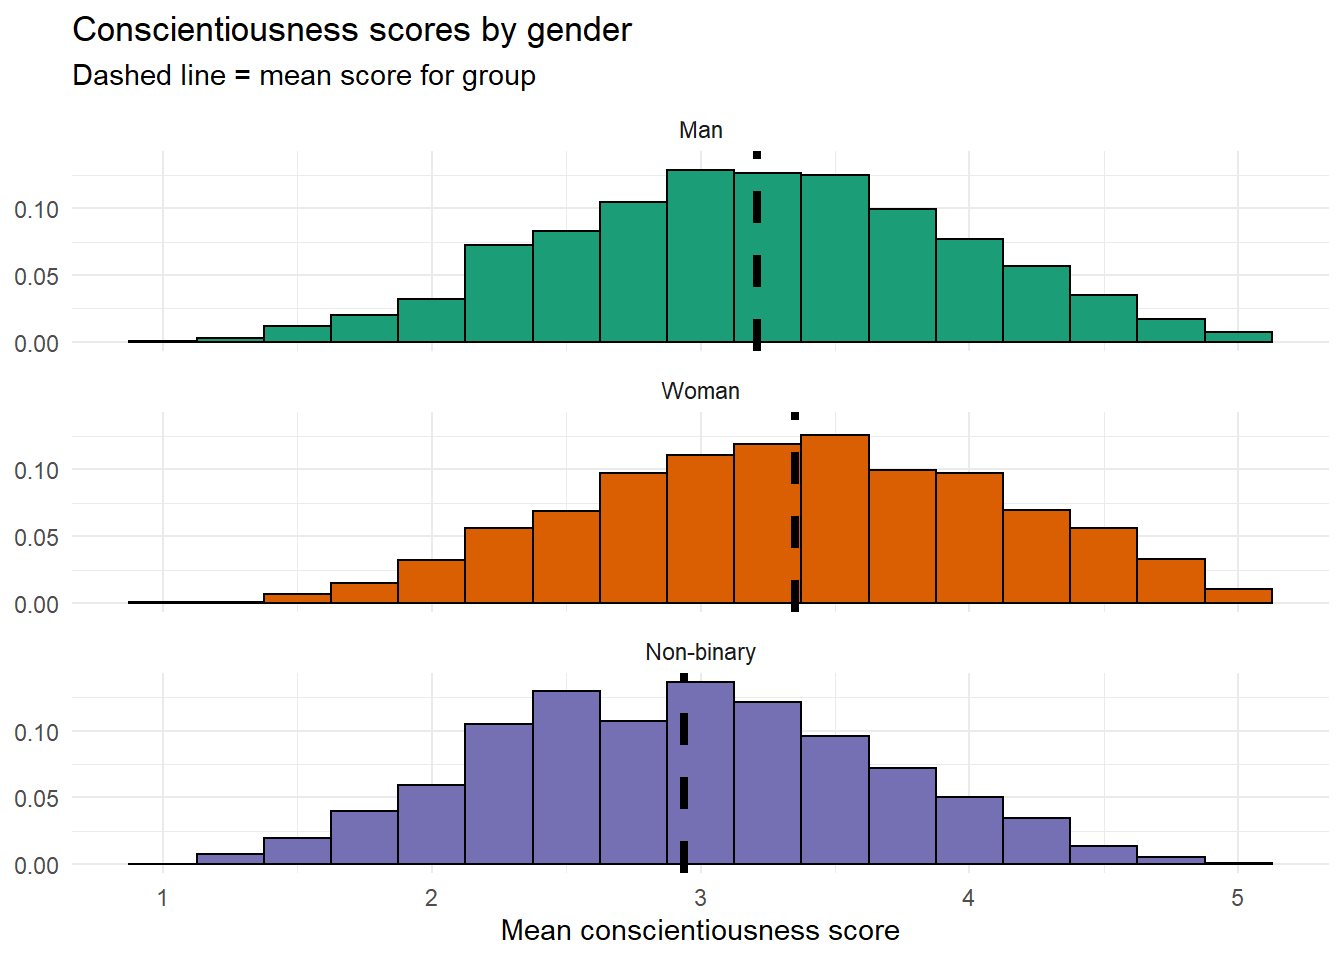 Conscientiousness scores by gender
Dashed line = mean score for group
Man
0.10
0.05
0.00
Woman
0.10
0.05
0.00
Non-binary
0.10
0.05
0.00
1 2 3 4 5
Mean conscientiousness score